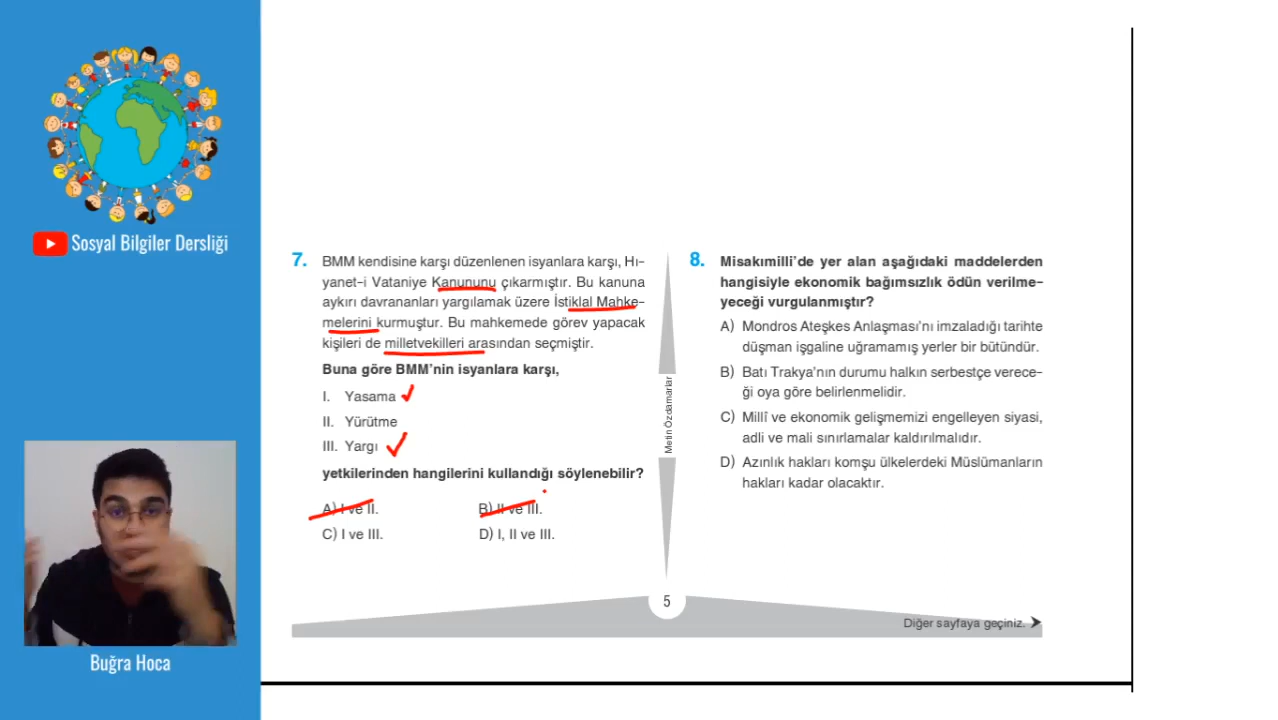 Sosyal Bilgiler Dersliği
7. BMM kendisine karşı düzenlenen isyanlara karşı, Hı-
yanet-i Vataniye Kanununu çıkarmıştır. Bu kanuna
aykırı davrananları yargılamak üzere İstiklal Mahke-
melerini kurmuştur. Bu mahkemede görev yapacak
kişileri de milletvekilleri arasından seçmiştir.
Buna göre BMM'nin isyanlara karşı,
I. Yasama
II. Yürütme
III. Yargı
yetkilerinden hangilerini kullandığı söylenebilir?
A) I ve II. B) II ve III.
C) I ve III. D) I, II ve III.
Metin Özdamarlar
8. Misakımillî'de yer alan aşağıdaki maddelerden
hangisiyle ekonomik bağımsızlık ödün verilme-
yeceği vurgulanmıştır?
A) Mondros Ateşkes Anlaşması'nı imzaladığı tarihte
düşman işgaline uğramamış yerler bir bütündür.
B) Batı Trakya'nın durumu halkın serbestçe verece-
ği oya göre belirlenmelidir.
C) Millî ve ekonomik gelişmemizi engelleyen siyasi,
adli ve mali sınırlamalar kaldırılmalıdır.
D) Azınlık hakları komşu ülkelerdeki Müslümanların
hakları kadar olacaktır.
5
Diğer sayfaya geçiniz.
Buğra Hoca